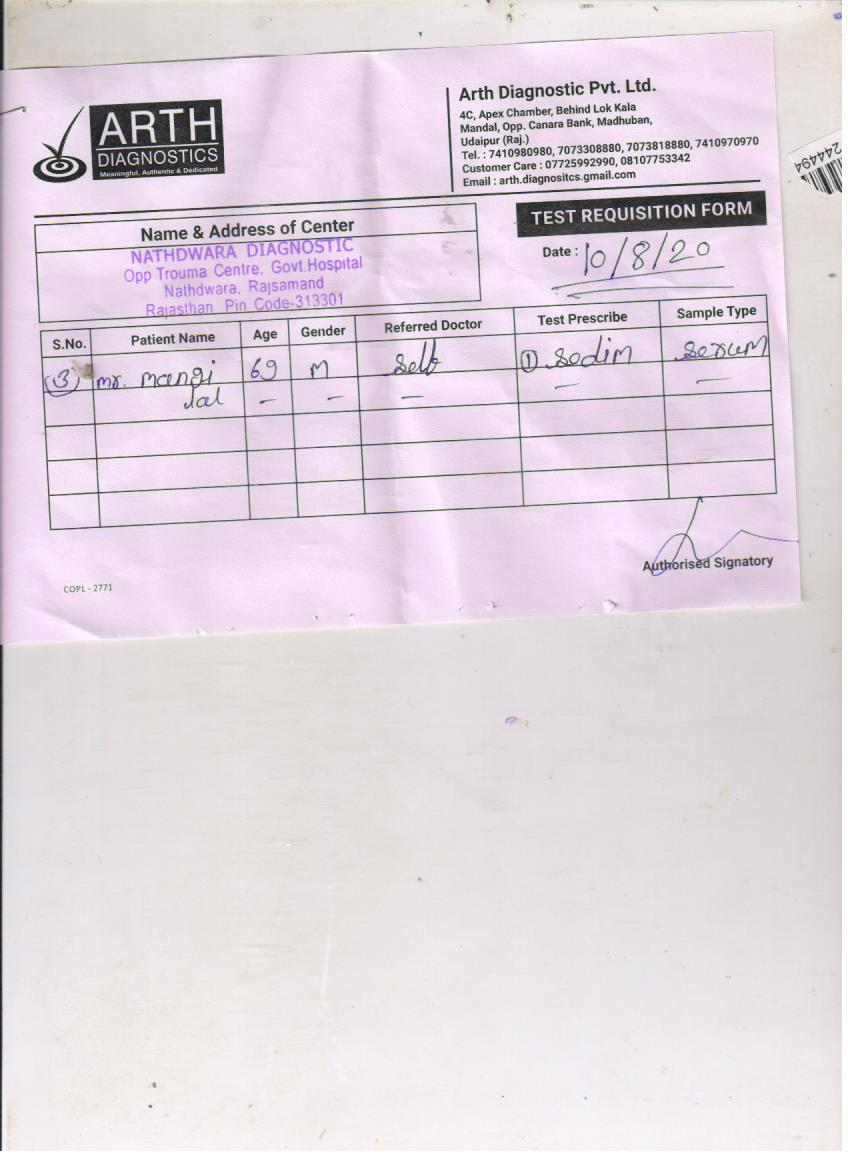 ARTH
DIAGNOSTICS
Meaningful, Authentic & Dedicated
Arth Diagnostic Pvt. Ltd.
4C, Apex Chamber, Behind Lok Kala
Mandal, Opp. Canara Bank, Madhuban,
Udaipur (Raj.)
Tel. : 7410980980, 7073308880, 7073818880, 7410970970
Customer Care : 07725992990, 08107753342
Email : arth.diagnositcs.gmail.com
244494
Name & Address of Center
NATHDWARA DIAGNOSTIC
Opp Trouma Centre, Govt.Hospital
Nathdwara, Rajsamand
Rajasthan Pin Code-313301
TEST REQUISITION FORM
Date : 10/8/20
S.No. Patient Name Age Gender Referred Doctor Test Prescribe Sample Type
(3) mr. mangi 69 M Self ① Sodim Serum
lal – – – – –
Authorised Signatory
COPL - 2771